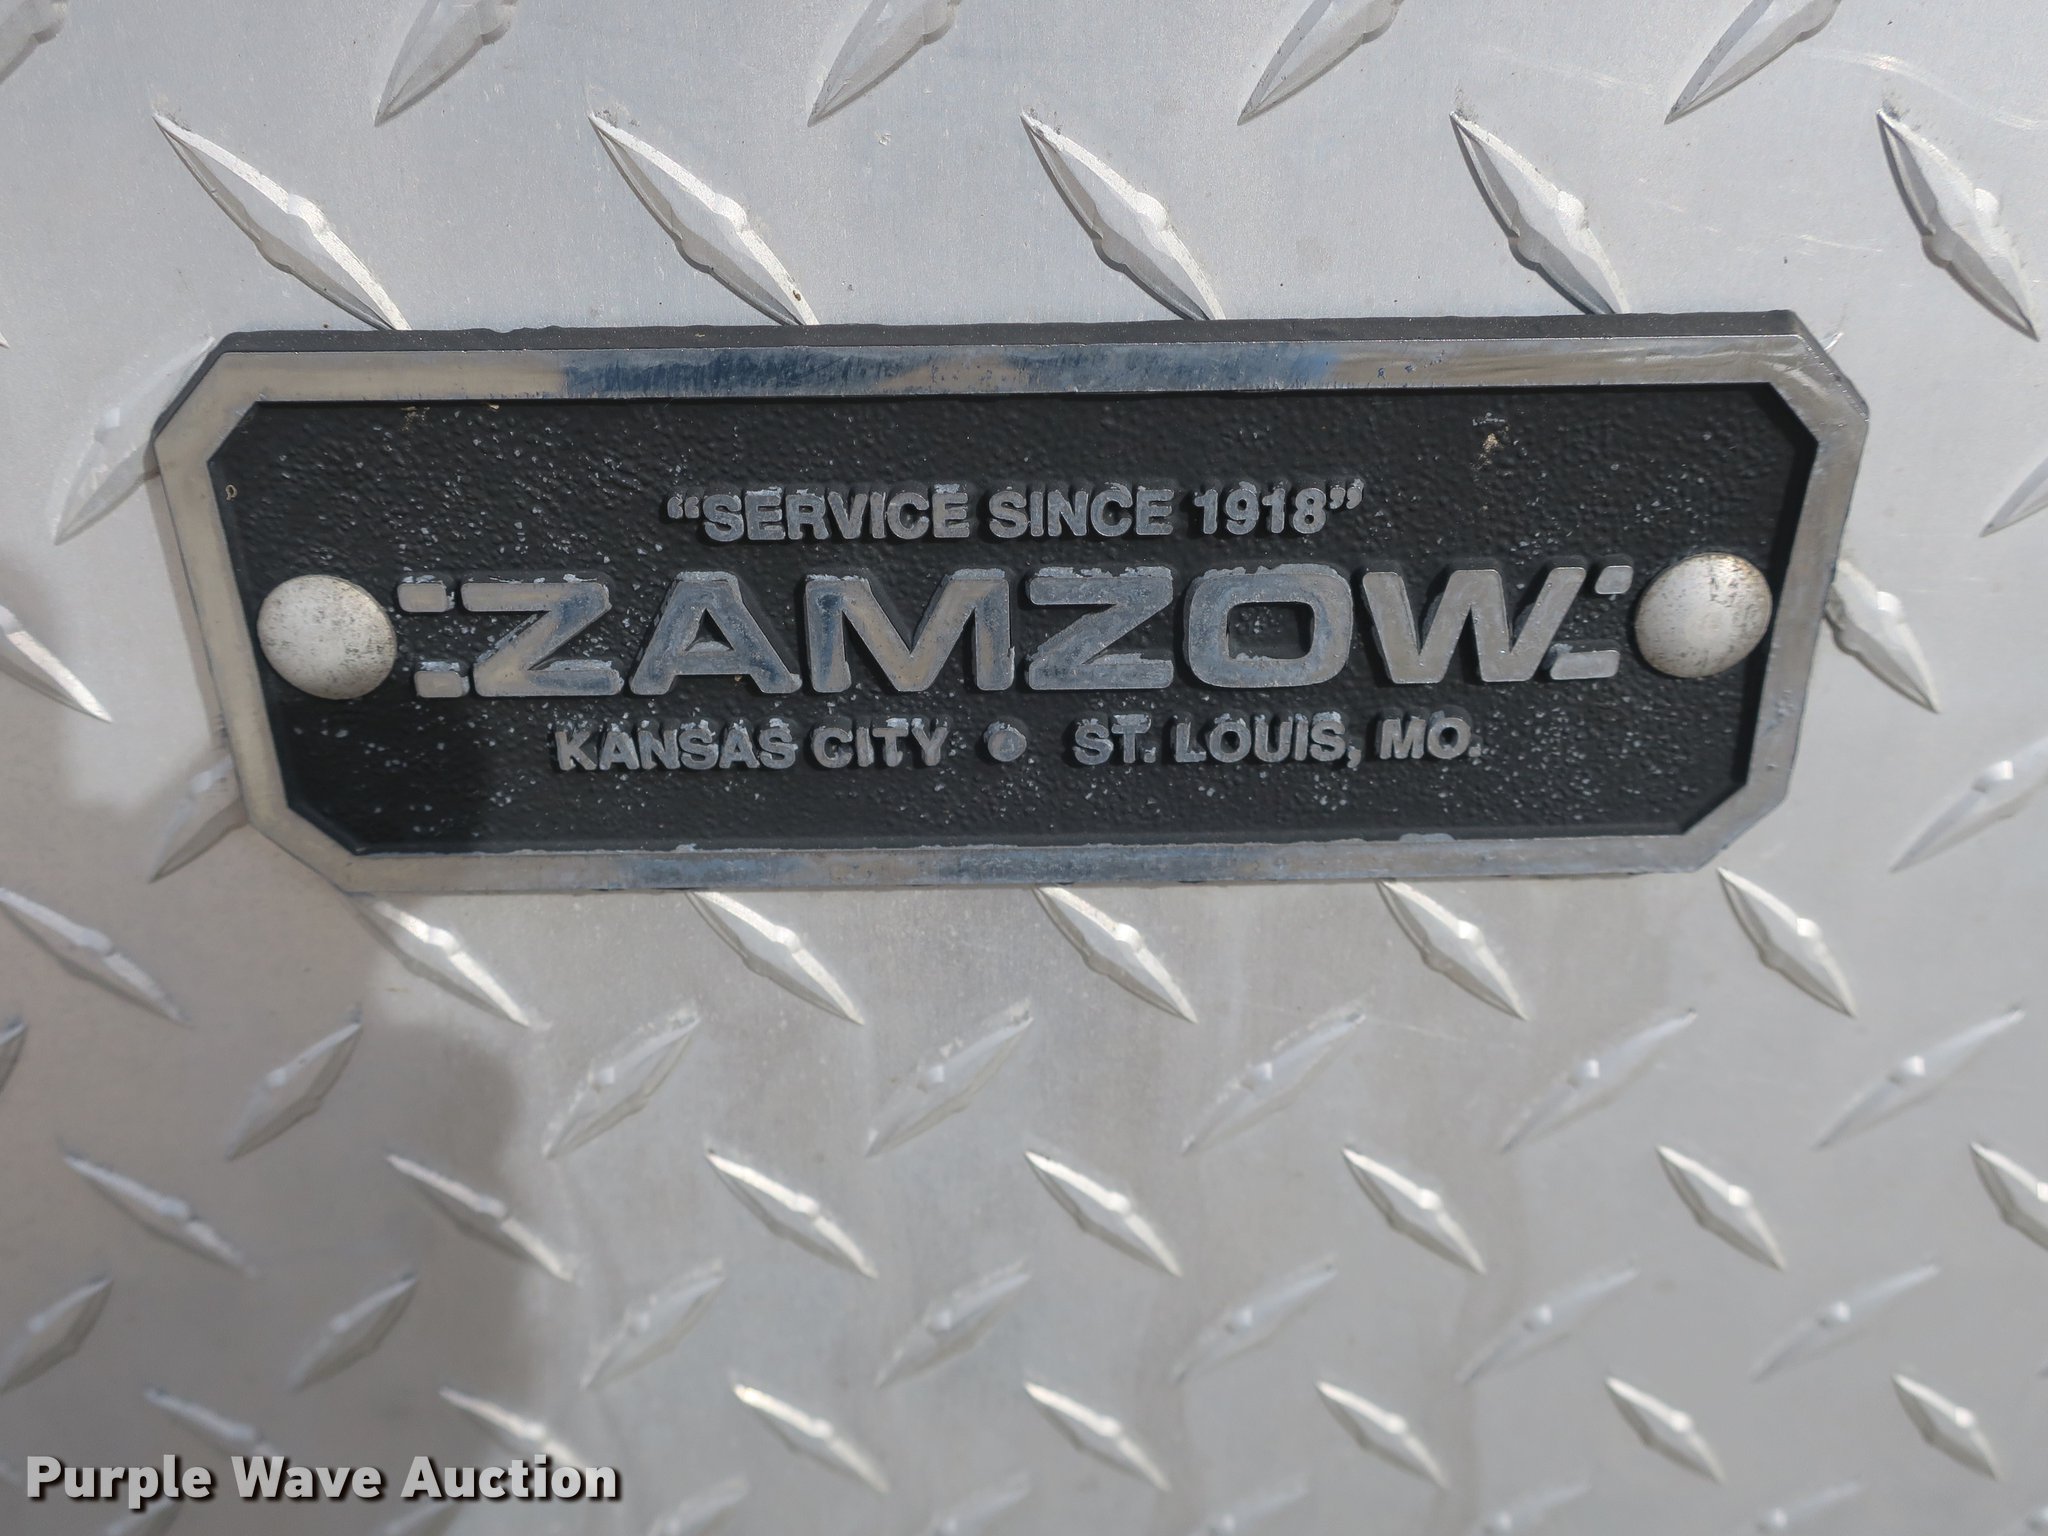 “SERVICE SINCE 1918”
ZAMZOW
KANSAS CITY • ST. LOUIS, MO.
Purple Wave Auction